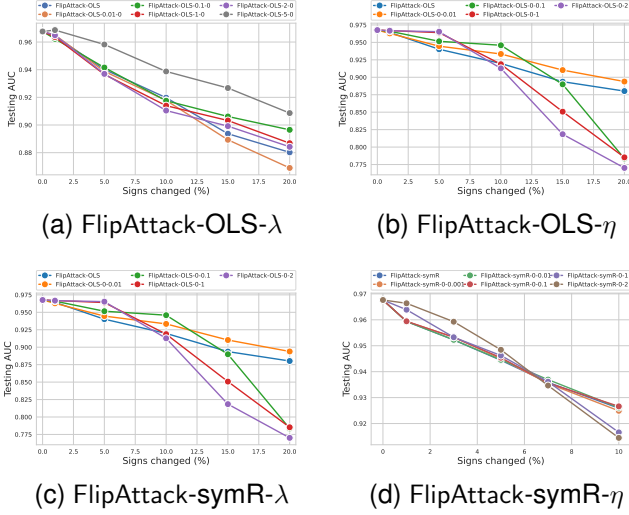 FlipAttack-OLS FlipAttack-OLS-0.1-0 FlipAttack-OLS-2-0
FlipAttack-OLS-0.01-0 FlipAttack-OLS-1-0 FlipAttack-OLS-5-0
Testing AUC
0.96
0.94
0.92
0.90
0.88
0.0 2.5 5.0 7.5 10.0 12.5 15.0 17.5 20.0
Signs changed (%)
(a) FlipAttack-OLS-λ
FlipAttack-OLS FlipAttack-OLS-0-0.1 FlipAttack-OLS-0-2
FlipAttack-OLS-0-0.01 FlipAttack-OLS-0-1
Testing AUC
0.975
0.950
0.925
0.900
0.875
0.850
0.825
0.800
0.775
0.0 2.5 5.0 7.5 10.0 12.5 15.0 17.5 20.0
Signs changed (%)
(b) FlipAttack-OLS-η
FlipAttack-OLS FlipAttack-OLS-0-0.1 FlipAttack-OLS-0-2
FlipAttack-OLS-0-0.01 FlipAttack-OLS-0-1
Testing AUC
0.975
0.950
0.925
0.900
0.875
0.850
0.825
0.800
0.775
0.0 2.5 5.0 7.5 10.0 12.5 15.0 17.5 20.0
Signs changed (%)
(c) FlipAttack-symR-λ
FlipAttack-symR FlipAttack-symR-0-0.01 FlipAttack-symR-0-1
FlipAttack-symR-0-0.001 FlipAttack-symR-0-0.1 FlipAttack-symR-0-2
Testing AUC
0.97
0.96
0.95
0.94
0.93
0.92
0 2 4 6 8 10
Signs changed (%)
(d) FlipAttack-symR-η